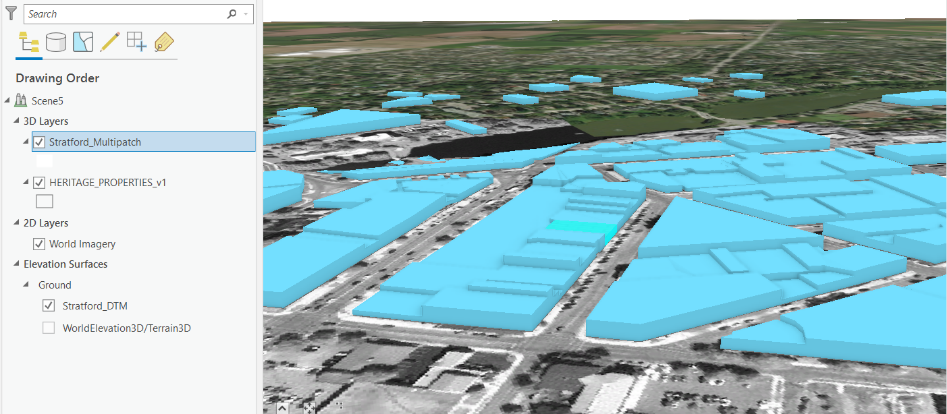 Search
Drawing Order
Scene5
3D Layers
Stratford_Multipatch
HERITAGE_PROPERTIES_v1
2D Layers
World Imagery
Elevation Surfaces
Ground
Stratford_DTM
WorldElevation3D/Terrain3D